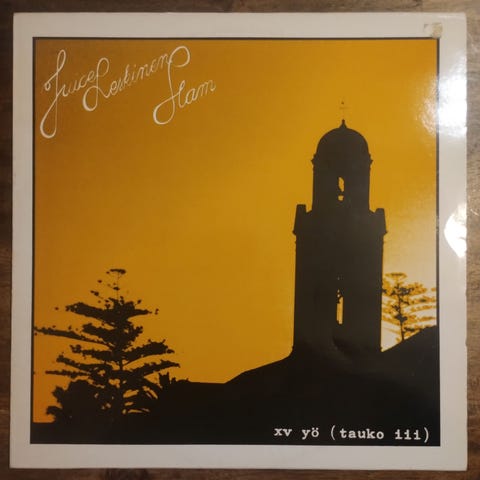 Juice Leskinen Slam
xv yö (tauko iii)